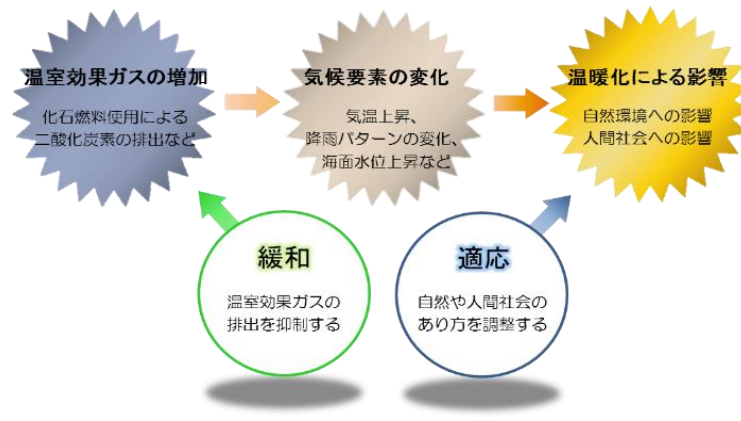 温室効果ガスの増加
化石燃料使用による
二酸化炭素の排出など
気候要素の変化
気温上昇、
降雨パターンの変化、
海面水位上昇など
温暖化による影響
自然環境への影響
人間社会への影響
緩和
温室効果ガスの
排出を抑制する
適応
自然や人間社会の
あり方を調整する